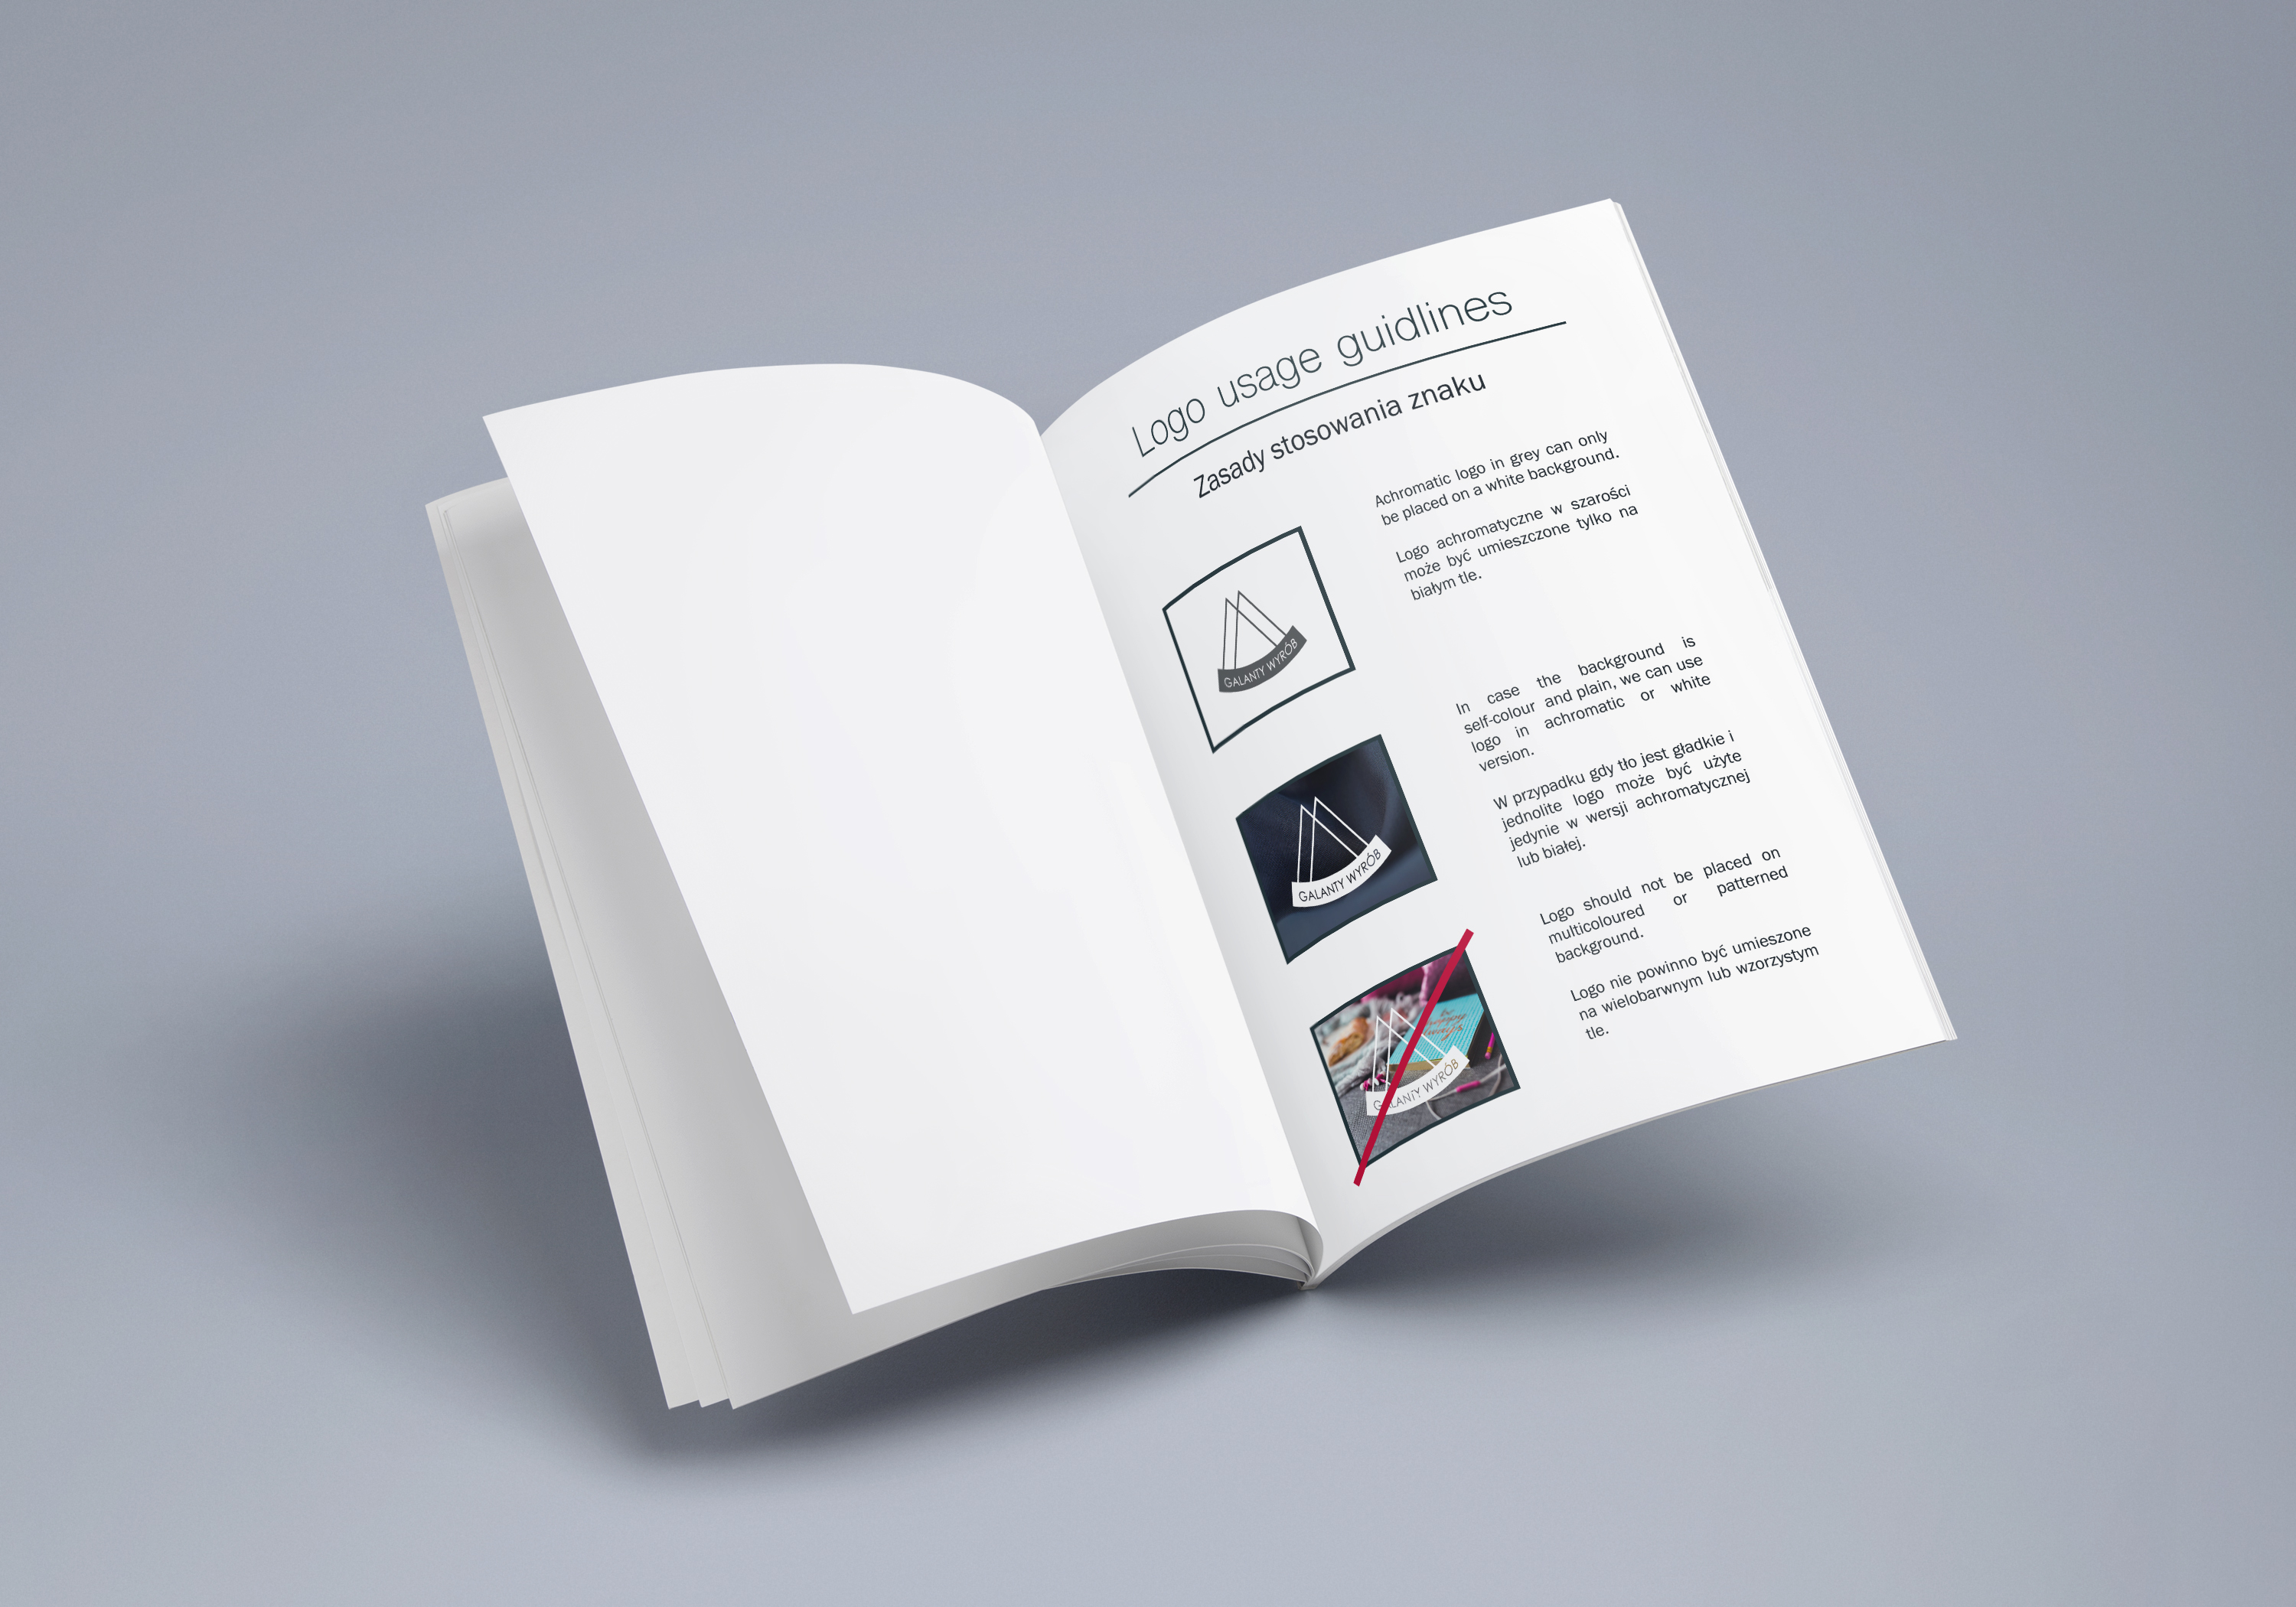 Logo usage guidlines
Zasady stosowania znaku
Achromatic logo in grey can only
be placed on a white background.
Logo achromatyczne w szarości
może być umieszczone tylko na
białym tle.
GALANTY WYRÓB
In case the background is
self-colour and plain, we can use
logo in achromatic or white
version.
W przypadku gdy tło jest gładkie i
jednolite logo może być użyte
jedynie w wersji achromatycznej
lub białej.
GALANTY WYRÓB
Logo should not be placed on
multicoloured or patterned
background.
Logo nie powinno być umieszone
na wielobarwnym lub wzorzystym
tle.
GALANTY WYRÓB